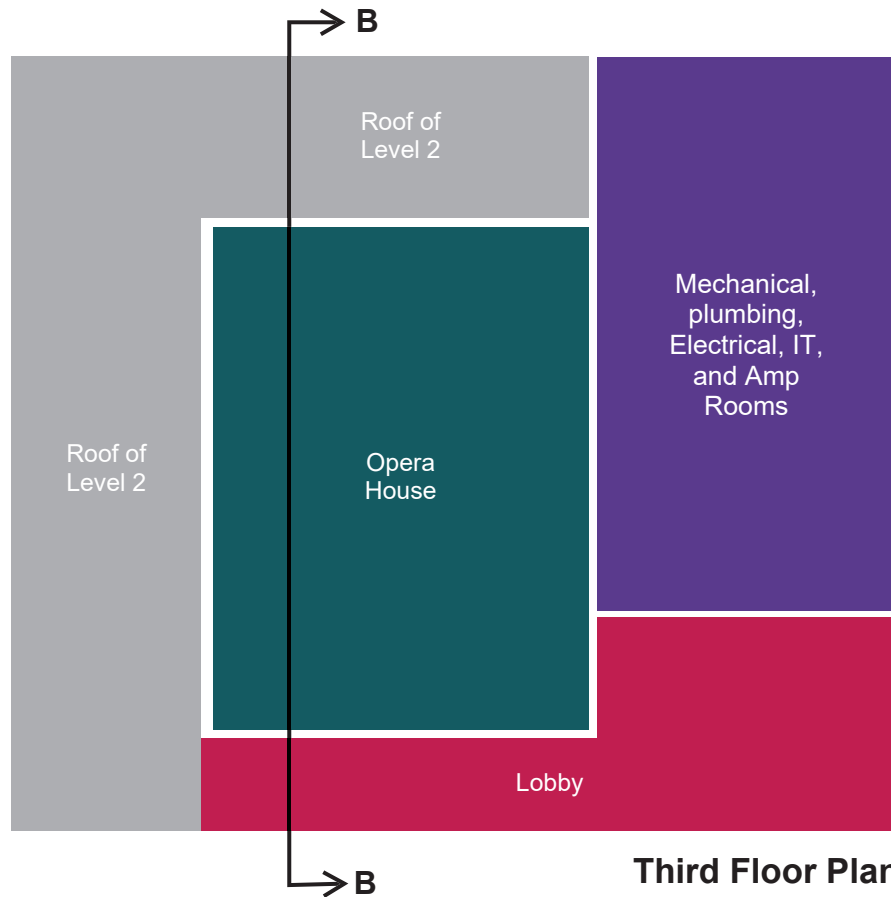 B
Roof of
Level 2
Mechanical,
plumbing,
Electrical, IT,
and Amp
Rooms
Roof of
Level 2
Opera
House
Lobby
Third Floor Plan
B